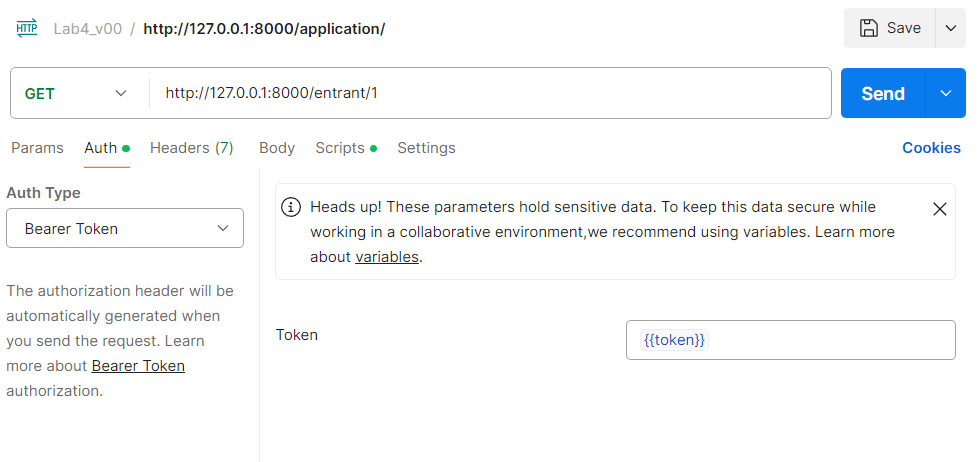 HTTP Lab4_v00 / http://127.0.0.1:8000/application/ Save
GET http://127.0.0.1:8000/entrant/1 Send
Params Auth Headers (7) Body Scripts Settings Cookies
Auth Type
Bearer Token
The authorization header will be
automatically generated when
you send the request. Learn
more about Bearer Token
authorization.
Heads up! These parameters hold sensitive data. To keep this data secure while
working in a collaborative environment,we recommend using variables. Learn more
about variables.
Token {{token}}